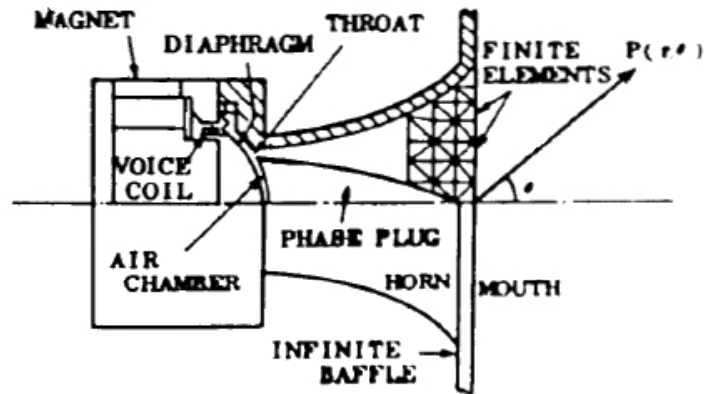 MAGNET
DIAPHRAGM
THROAT
FINITE
ELEMENTS
P(r,θ)
VOICE
COIL
θ
PHASE PLUG
AIR
CHAMBER
HORN
MOUTH
INFINITE
BAFFLE